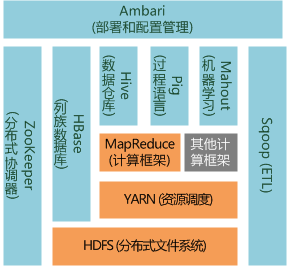 Ambari
(部署和配置管理)
ZooKeeper
(分布式协调器)
HBase
(列族数据库)
Hive
(数据仓库)
Pig
(过程语言)
Mahout
(机器学习)
Sqoop (ETL)
MapReduce
(计算框架)
其他计
算框架
YARN (资源调度)
HDFS (分布式文件系统)